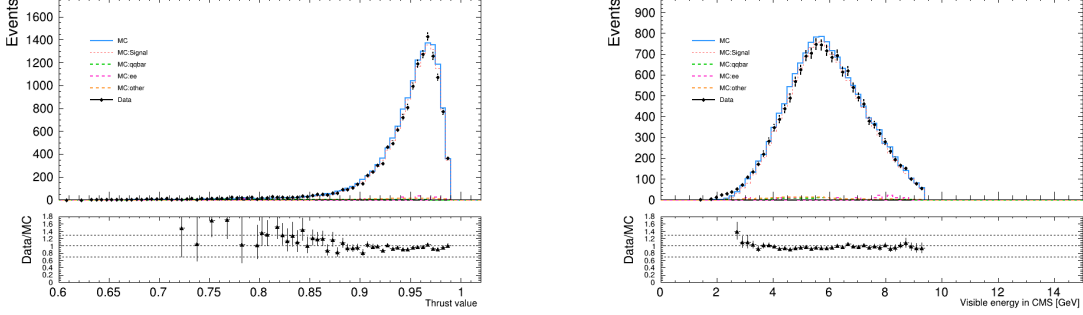 Events
1600
1400
1200
1000
800
600
400
200
0
MC
MC:Signal
MC:qqbar
MC:ee
MC:other
Data
Data/MC
1.8
1.6
1.4
1.2
1.0
0.8
0.6
0.4
0.2
0
0.6 0.65 0.7 0.75 0.8 0.85 0.9 0.95 1
Thrust value
Events
900
800
700
600
500
400
300
200
100
0
MC
MC:Signal
MC:qqbar
MC:ee
MC:other
Data
Data/MC
1.8
1.6
1.4
1.2
1.0
0.8
0.6
0.4
0.2
0
0 2 4 6 8 10 12 14
Visible energy in CMS [GeV]